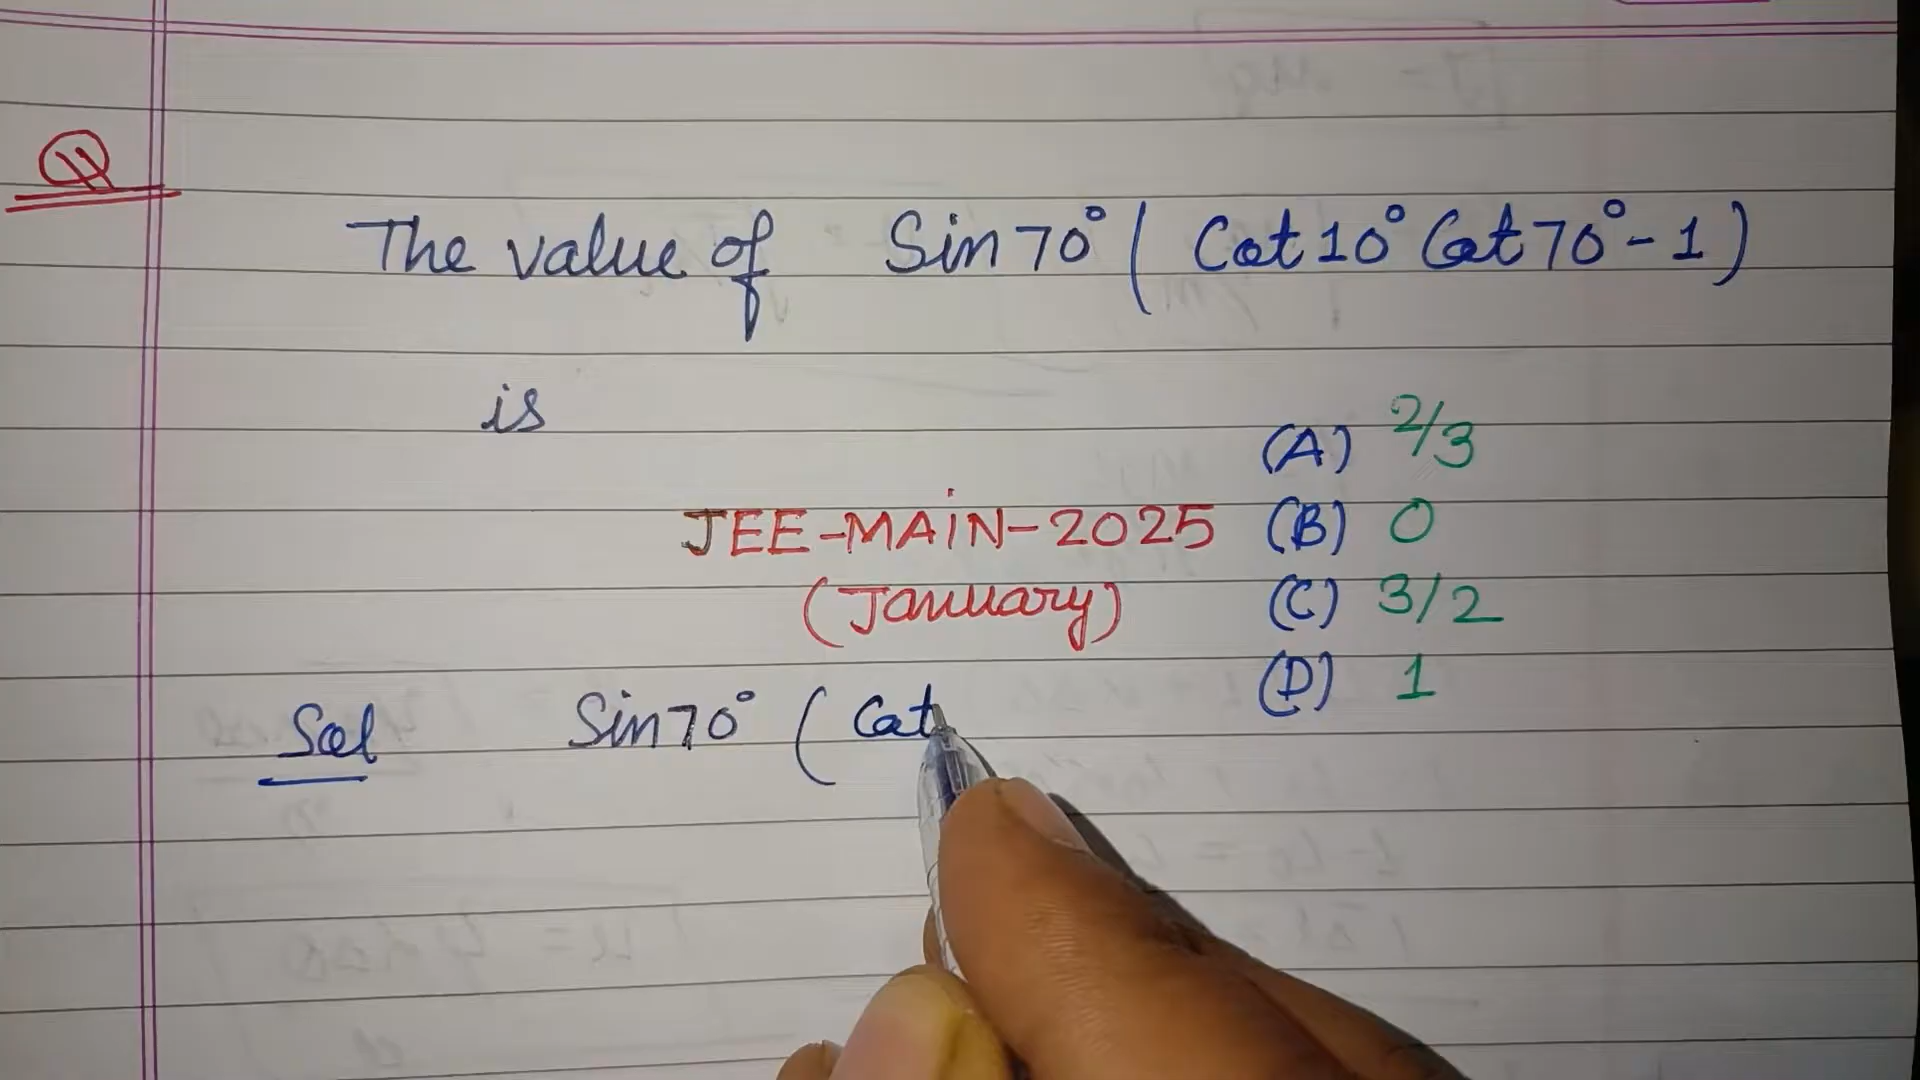 Q
The value of Sin70°(Cot10°Cot70°-1)
is
(A) 2/3
JEE-MAIN-2025 (B) 0
(January) (C) 3/2
(D) 1
Sol Sin70° (Cot